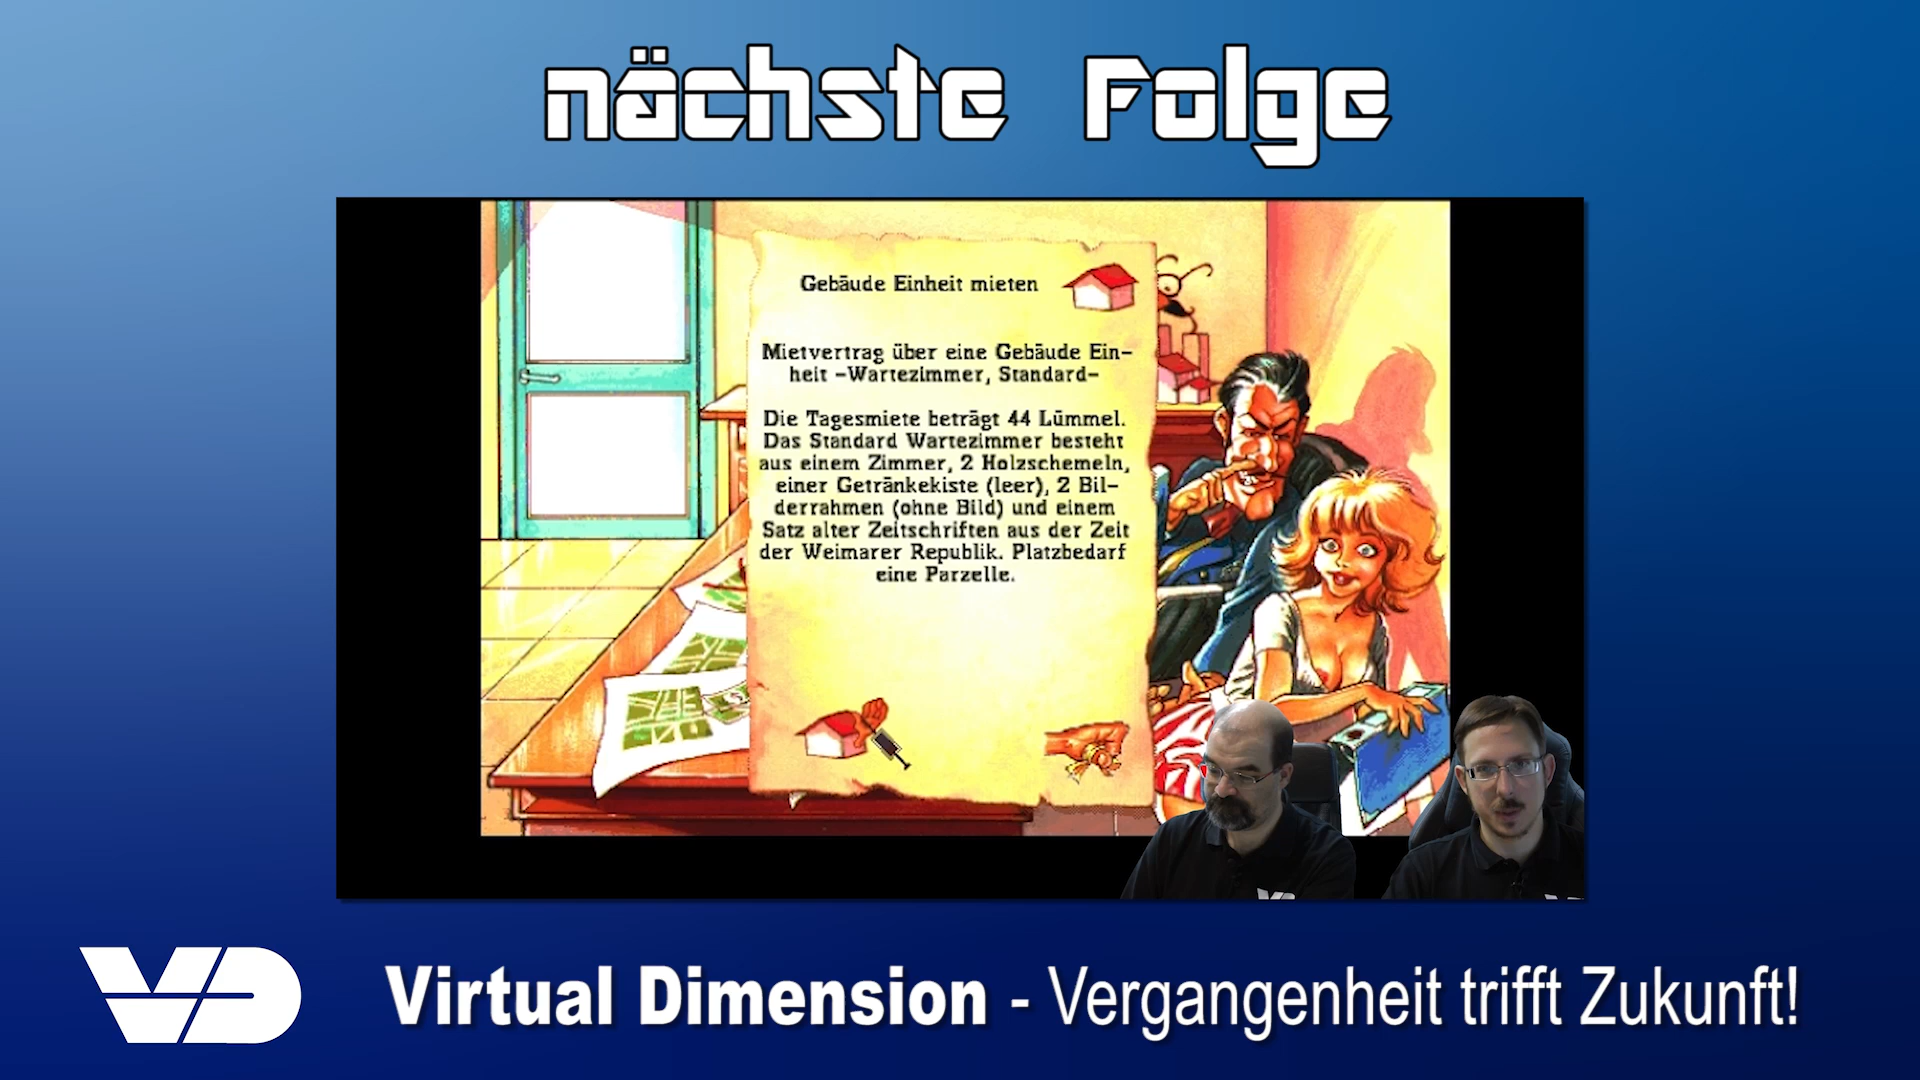 nächste Folge
Gebäude Einheit mieten
Mietvertrag über eine Gebäude Ein-
heit -Wartezimmer, Standard-
Die Tagesmiete beträgt 44 Lümmel.
Das Standard Wartezimmer besteht
aus einem Zimmer, 2 Holzschemeln,
einer Getränkekiste (leer), 2 Bil-
derrahmen (ohne Bild) und einem
Satz alter Zeitschriften aus der Zeit
der Weimarer Republik. Platzbedarf
eine Parzelle.
VD Virtual Dimension - Vergangenheit trifft Zukunft!